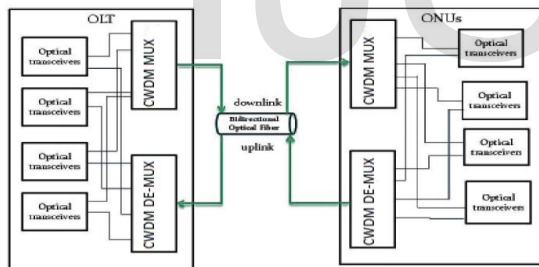 OLT
ONUs
Optical
transceivers
Optical
transceivers
Optical
transceivers
Optical
transceivers
CWDM MUX
CWDM DE-MUX
downlink
Bidirectional
Optical Fiber
uplink
CWDM MUX
CWDM DE-MUX
Optical
transceivers
Optical
transceivers
Optical
transceivers
Optical
transceivers